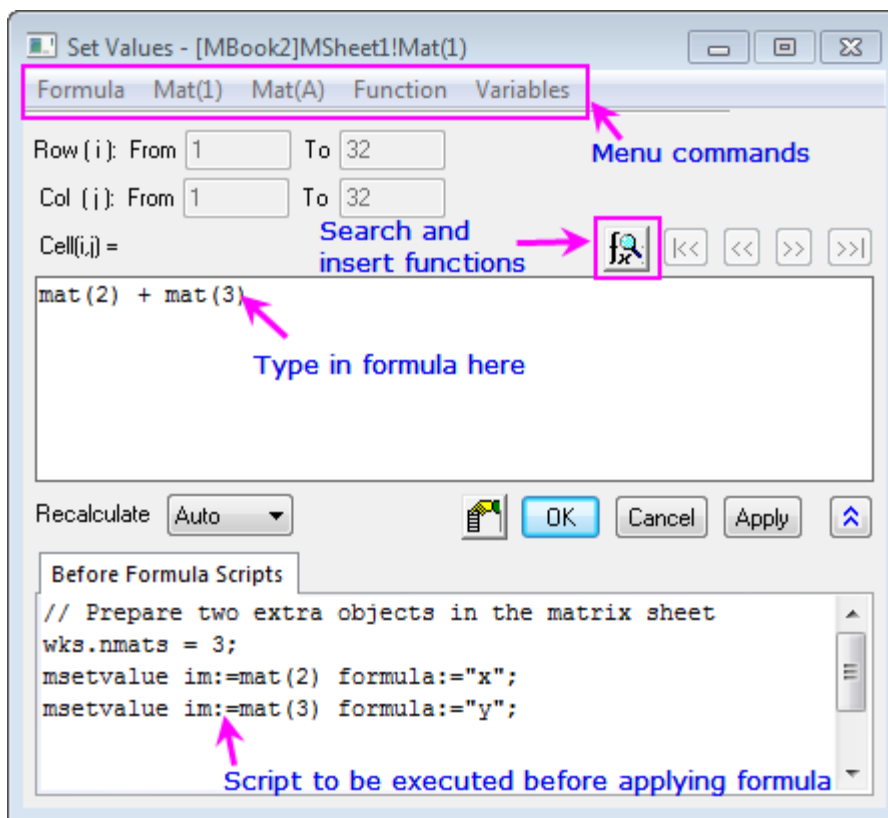 Set Values - [MBook2]MSheet1!Mat(1)
Formula Mat(1) Mat(A) Function Variables
Menu commands
Row ( i ): From 1 To 32
Col ( j ): From 1 To 32
Search and
insert functions
Cell(i,j) =
fx |<< << >> >>|
mat(2) + mat(3)
Type in formula here
Recalculate Auto OK Cancel Apply
Before Formula Scripts
// Prepare two extra objects in the matrix sheet
wks.nmats = 3;
msetvalue im:=mat(2) formula:="x";
msetvalue im:=mat(3) formula:="y";
Script to be executed before applying formula